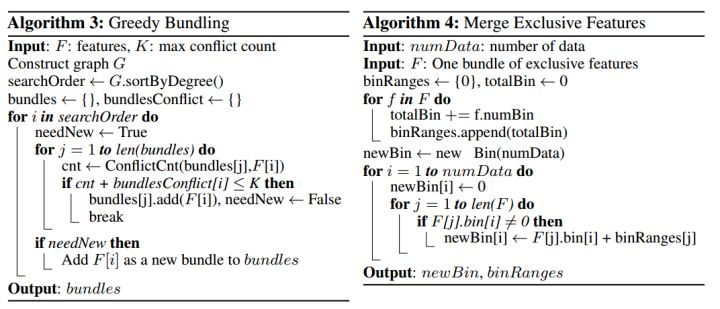 Algorithm 3: Greedy Bundling
Input: F: features, K: max conflict count
Construct graph G
searchOrder ← G.sortByDegree()
bundles ← {}, bundlesConflict ← {}
for i in searchOrder do
needNew ← True
for j = 1 to len(bundles) do
cnt ← ConflictCnt(bundles[j],F[i])
if cnt + bundlesConflict[i] ≤ K then
bundles[j].add(F[i]), needNew ← False
break
if needNew then
Add F[i] as a new bundle to bundles
Output: bundles
Algorithm 4: Merge Exclusive Features
Input: numData: number of data
Input: F: One bundle of exclusive features
binRanges ← {0}, totalBin ← 0
for f in F do
totalBin += f.numBin
binRanges.append(totalBin)
newBin ← new Bin(numData)
for i = 1 to numData do
newBin[i] ← 0
for j = 1 to len(F) do
if F[j].bin[i] ≠ 0 then
newBin[i] ← F[j].bin[i] + binRanges[j]
Output: newBin, binRanges